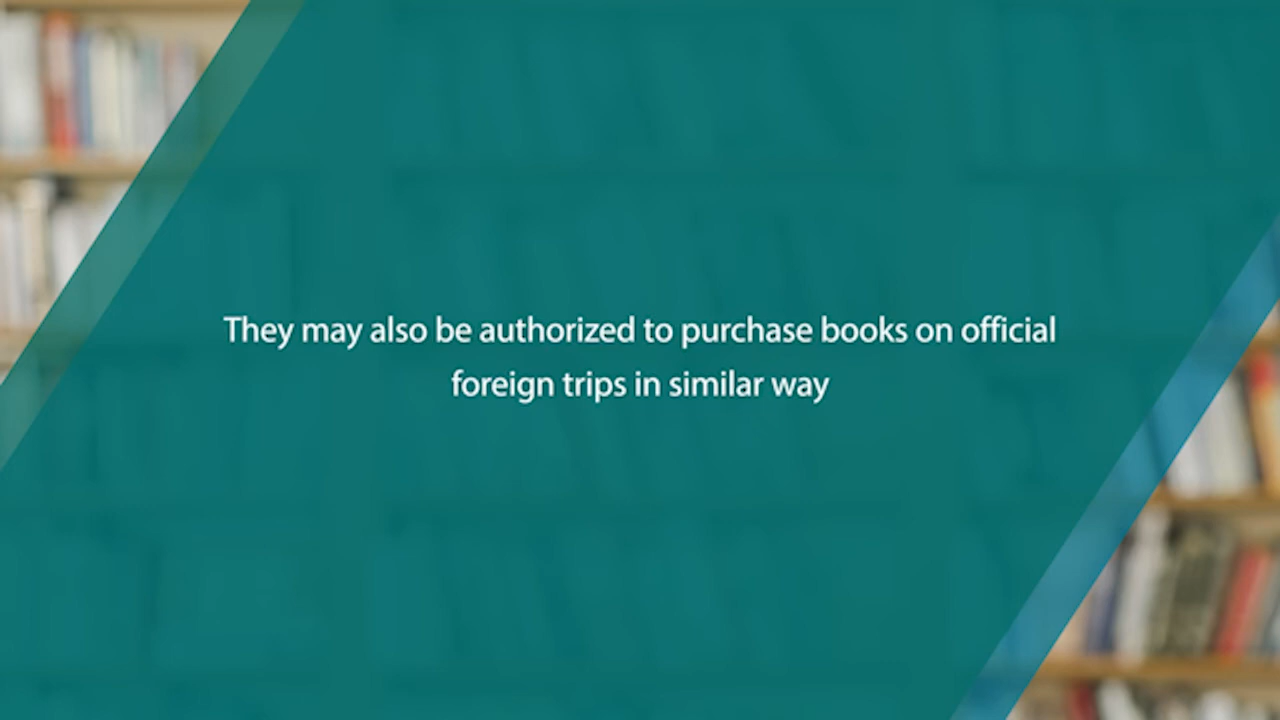 They may also be authorized to purchase books on official
foreign trips in similar way